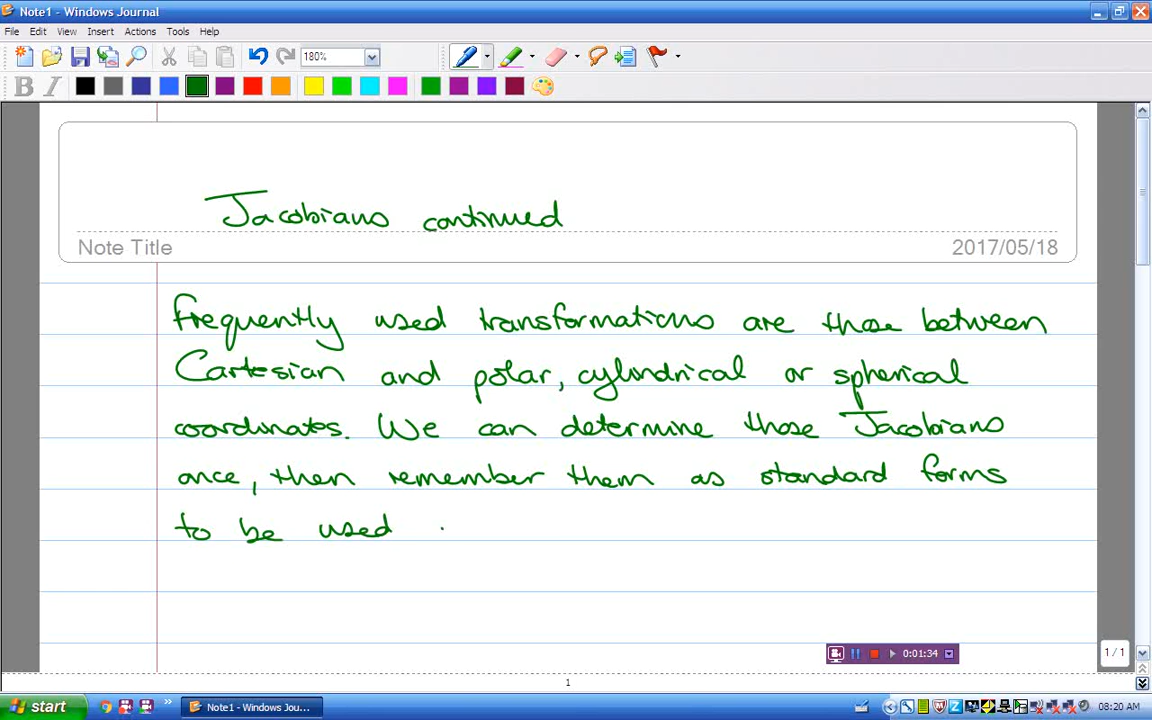 Note1 - Windows Journal
File Edit View Insert Actions Tools Help
180%
B I
Jacobians continued
Note Title 2017/05/18
Frequently used transformations are those between
Cartesian and polar, cylindrical or spherical
coordinates. We can determine those Jacobians
once, then remember them as standard forms
to be used
0:01:34
1 / 1
1
start Note1 - Windows Jou... 08:20 AM